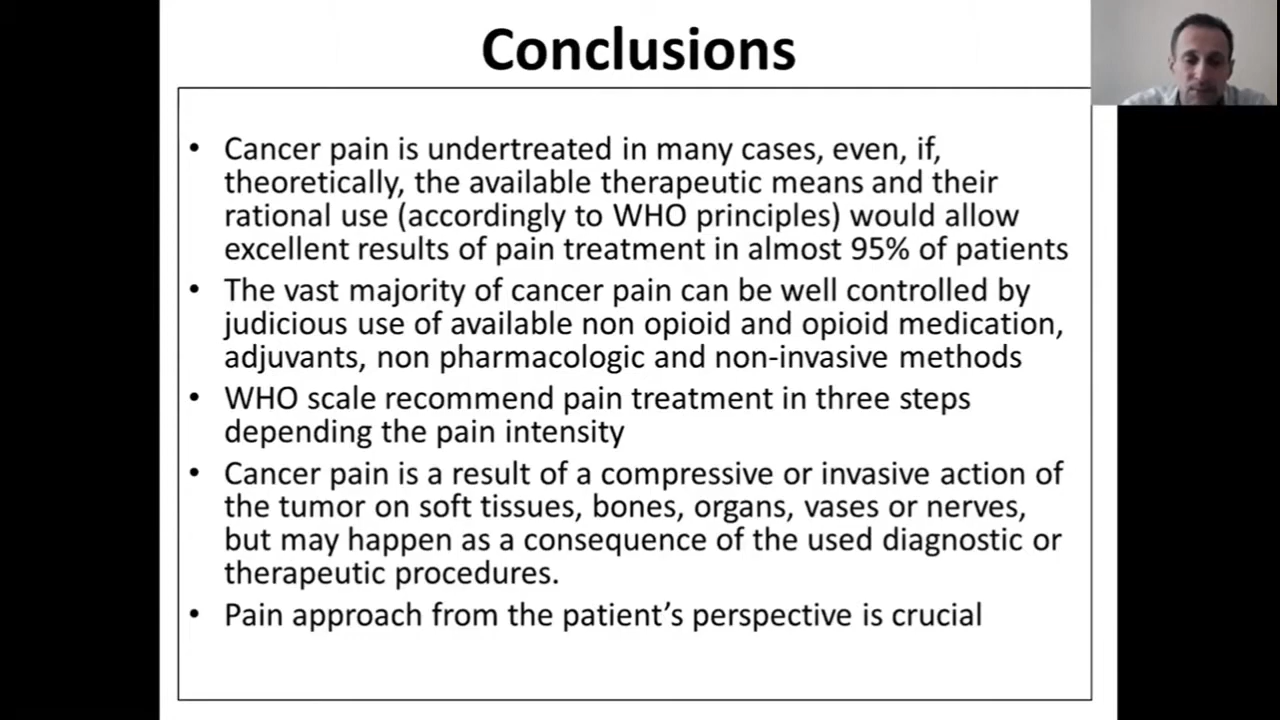 Conclusions
• Cancer pain is undertreated in many cases, even, if,
theoretically, the available therapeutic means and their
rational use (accordingly to WHO principles) would allow
excellent results of pain treatment in almost 95% of patients
• The vast majority of cancer pain can be well controlled by
judicious use of available non opioid and opioid medication,
adjuvants, non pharmacologic and non-invasive methods
• WHO scale recommend pain treatment in three steps
depending the pain intensity
• Cancer pain is a result of a compressive or invasive action of
the tumor on soft tissues, bones, organs, vases or nerves,
but may happen as a consequence of the used diagnostic or
therapeutic procedures.
• Pain approach from the patient’s perspective is crucial